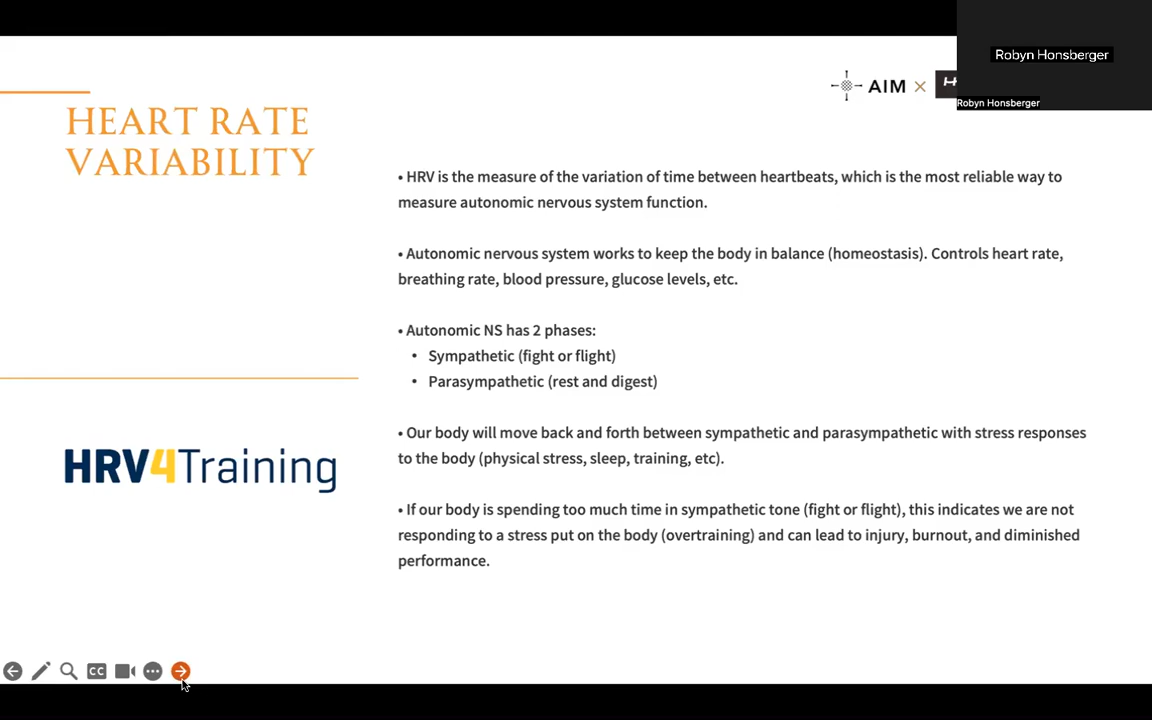 Robyn Honsberger
Robyn Honsberger
AIM ×
HEART RATE
VARIABILITY
• HRV is the measure of the variation of time between heartbeats, which is the most reliable way to
measure autonomic nervous system function.
• Autonomic nervous system works to keep the body in balance (homeostasis). Controls heart rate,
breathing rate, blood pressure, glucose levels, etc.
• Autonomic NS has 2 phases:
• Sympathetic (fight or flight)
• Parasympathetic (rest and digest)
• Our body will move back and forth between sympathetic and parasympathetic with stress responses
to the body (physical stress, sleep, training, etc).
• If our body is spending too much time in sympathetic tone (fight or flight), this indicates we are not
responding to a stress put on the body (overtraining) and can lead to injury, burnout, and diminished
performance.
HRV4Training
CC